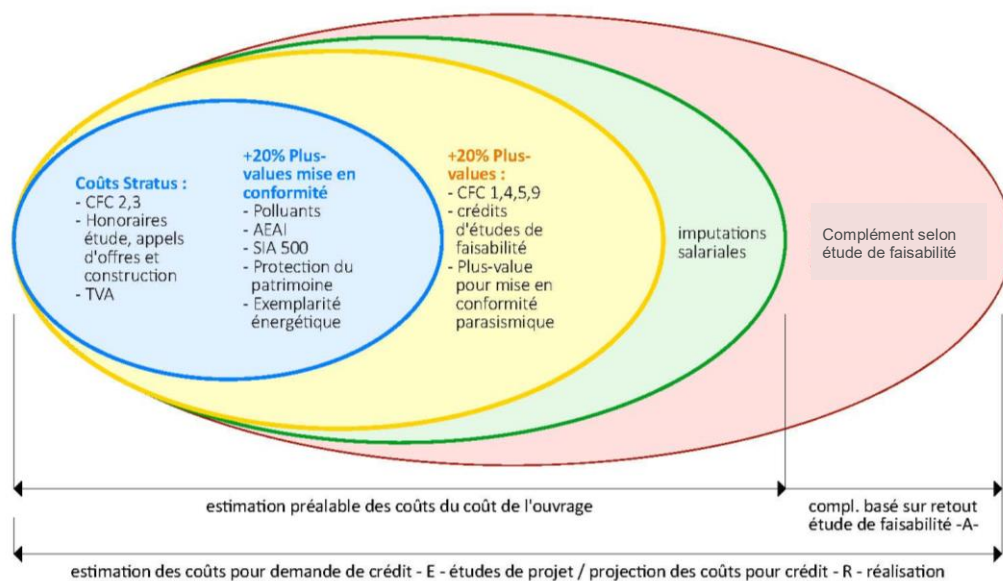 Coûts Stratus :
- CFC 2,3
- Honoraires
étude, appels
d'offres et
construction
- TVA
+20% Plus-
values mise en
conformité
- Polluants
- AEAI
- SIA 500
- Protection du
patrimoine
- Exemplarité
énergétique
+20% Plus-
values :
- CFC 1,4,5,9
- crédits
d'études de
faisabilité
- Plus-value
pour mise en
conformité
parasismique
imputations
salariales
Complément selon
étude de faisabilité
estimation préalable des coûts du coût de l'ouvrage
compl. basé sur retout
étude de faisabilité -A-
estimation des coûts pour demande de crédit - E - études de projet / projection des coûts pour crédit - R - réalisation